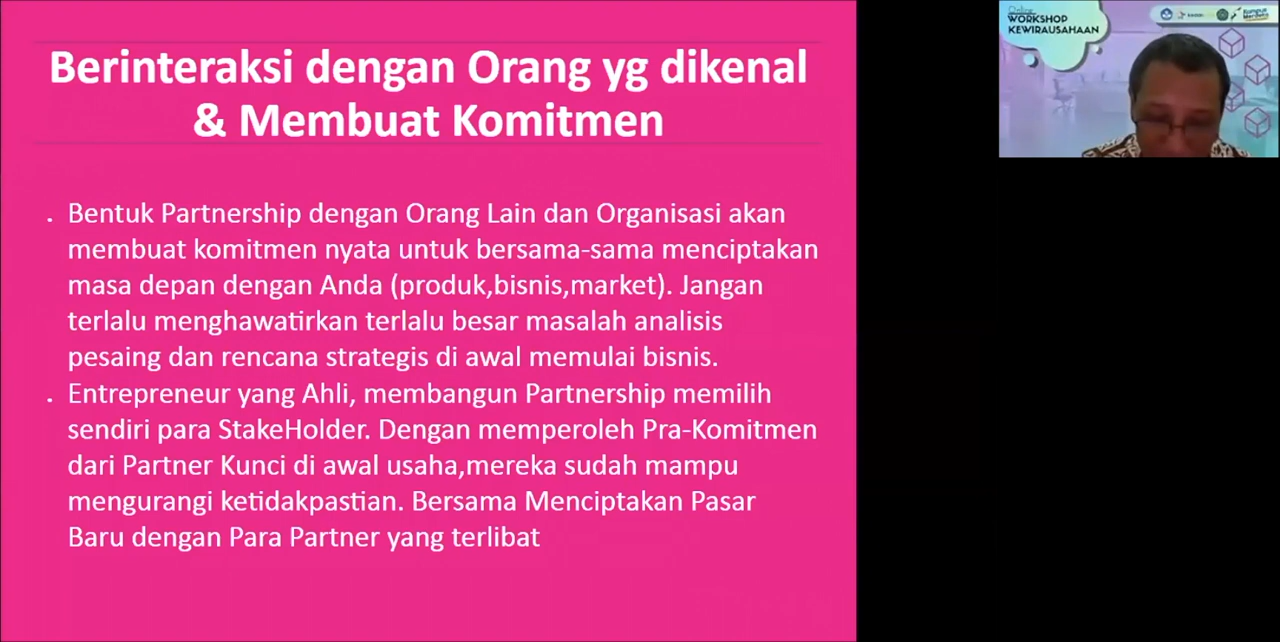 Berinteraksi dengan Orang yg dikenal
& Membuat Komitmen
. Bentuk Partnership dengan Orang Lain dan Organisasi akan
membuat komitmen nyata untuk bersama-sama menciptakan
masa depan dengan Anda (produk,bisnis,market). Jangan
terlalu menghawatirkan terlalu besar masalah analisis
pesaing dan rencana strategis di awal memulai bisnis.
. Entrepreneur yang Ahli, membangun Partnership memilih
sendiri para StakeHolder. Dengan memperoleh Pra-Komitmen
dari Partner Kunci di awal usaha,mereka sudah mampu
mengurangi ketidakpastian. Bersama Menciptakan Pasar
Baru dengan Para Partner yang terlibat
Online
WORKSHOP
KEWIRAUSAHAAN
Kampus
Merdeka